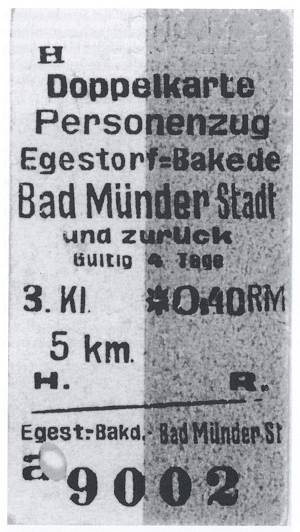 H
Doppelkarte
Personenzug
Egestorf=Bakede
Bad Münder Stadt
und zurück
Gültig 4 Tage
3. Kl. 0.40 RM
5 km.
H. R.
Egest.-Bakd.- Bad Münder St
a 9002